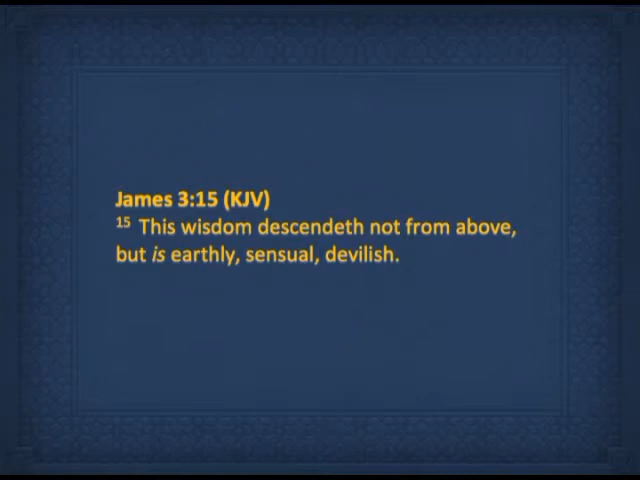 James 3:15 (KJV)
15 This wisdom descendeth not from above,
but is earthly, sensual, devilish.